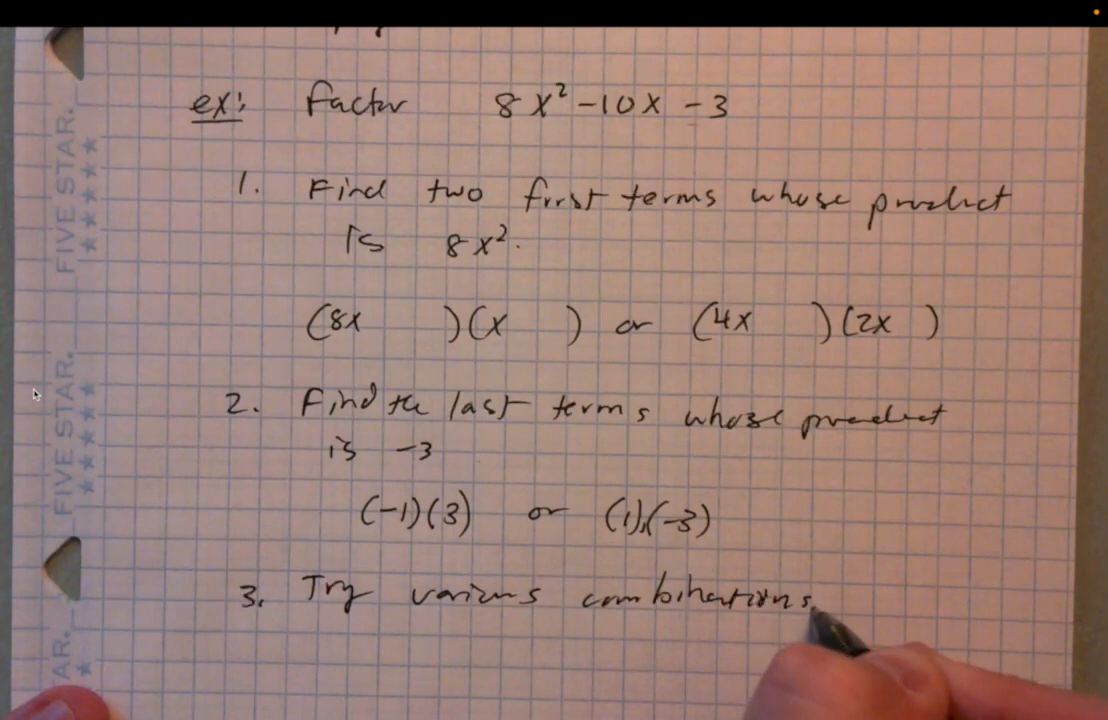 ex: Factor 8x² -10x -3
1. Find two first terms whose product
is 8x².
(8x )(x ) or (4x )(2x )
2. Find the last terms whose product
is -3
(-1)(3) or (1),(-3)
3. Try various combinations
FIVE STAR.
FIVE STAR.
AR.